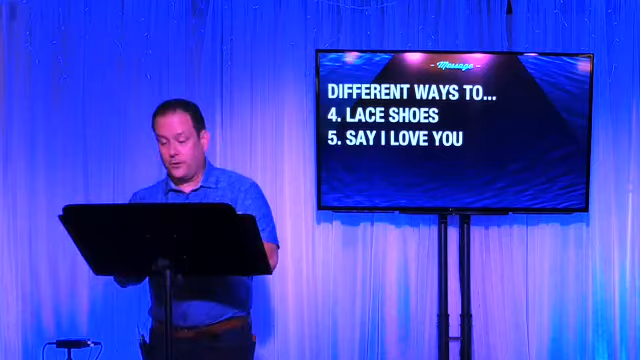 - Message -
DIFFERENT WAYS TO...
4. LACE SHOES
5. SAY I LOVE YOU